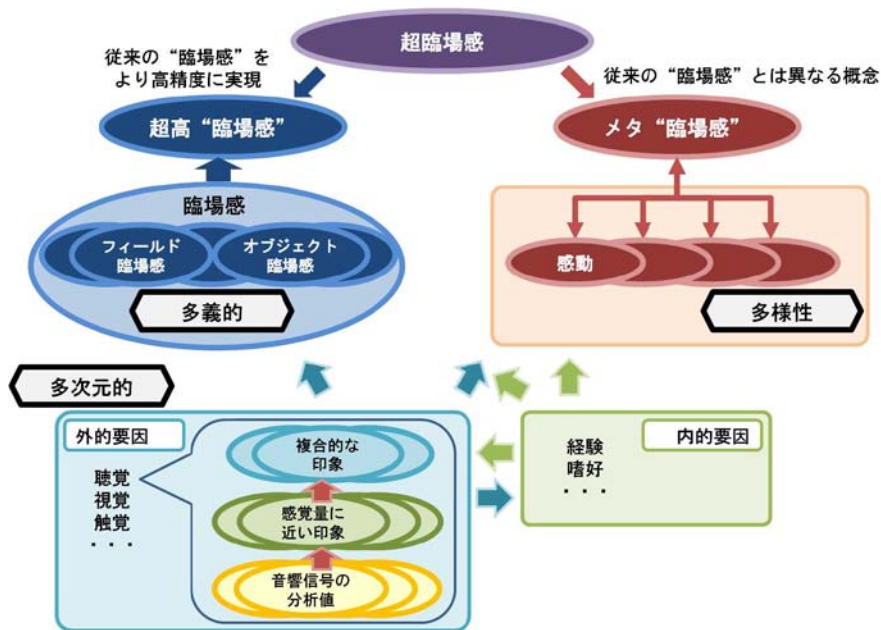 超臨場感
従来の“臨場感”を
より高精度に実現
従来の“臨場感”とは異なる概念
超高“臨場感”
メタ“臨場感”
臨場感
フィールド
臨場感
オブジェクト
臨場感
多義的
感動
多様性
多次元的
外的要因
聴覚
視覚
触覚
・・・
複合的な
印象
感覚量に
近い印象
音響信号の
分析値
内的要因
経験
嗜好
・・・